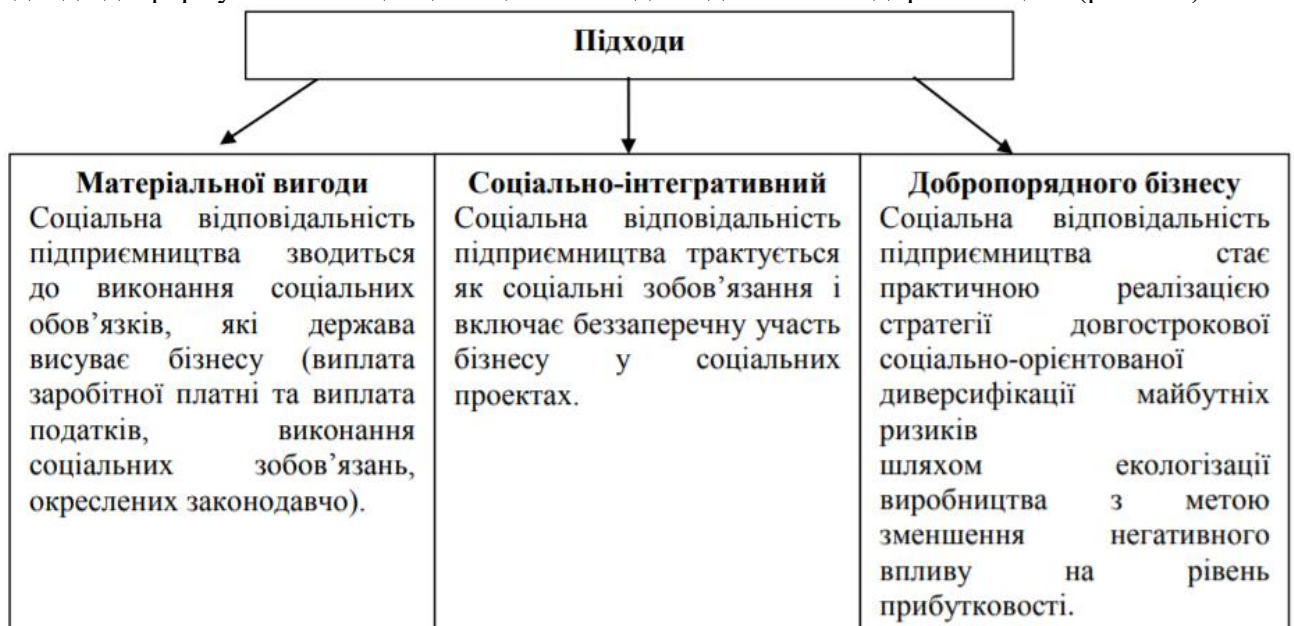 Підходи
Матеріальної вигоди
Соціальна відповідальність
підприємництва зводиться
до виконання соціальних
обов’язків, які держава
висуває бізнесу (виплата
заробітної платні та виплата
податків, виконання
соціальних зобов’язань,
окреслених законодавчо).
Соціально-інтегративний
Соціальна відповідальність
підприємництва трактується
як соціальні зобов’язання і
включає беззаперечну участь
бізнесу у соціальних
проектах.
Добропорядного бізнесу
Соціальна відповідальність
підприємництва стає
практичною реалізацією
стратегії довгострокової
соціально-орієнтованої
диверсифікації майбутніх
ризиків
шляхом екологізації
виробництва з метою
зменшення негативного
впливу на рівень
прибутковості.